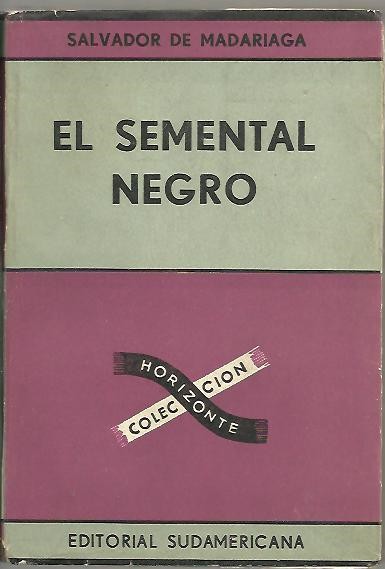 SALVADOR DE MADARIAGA
EL SEMENTAL
NEGRO
COLECCION
HORIZONTE
EDITORIAL SUDAMERICANA